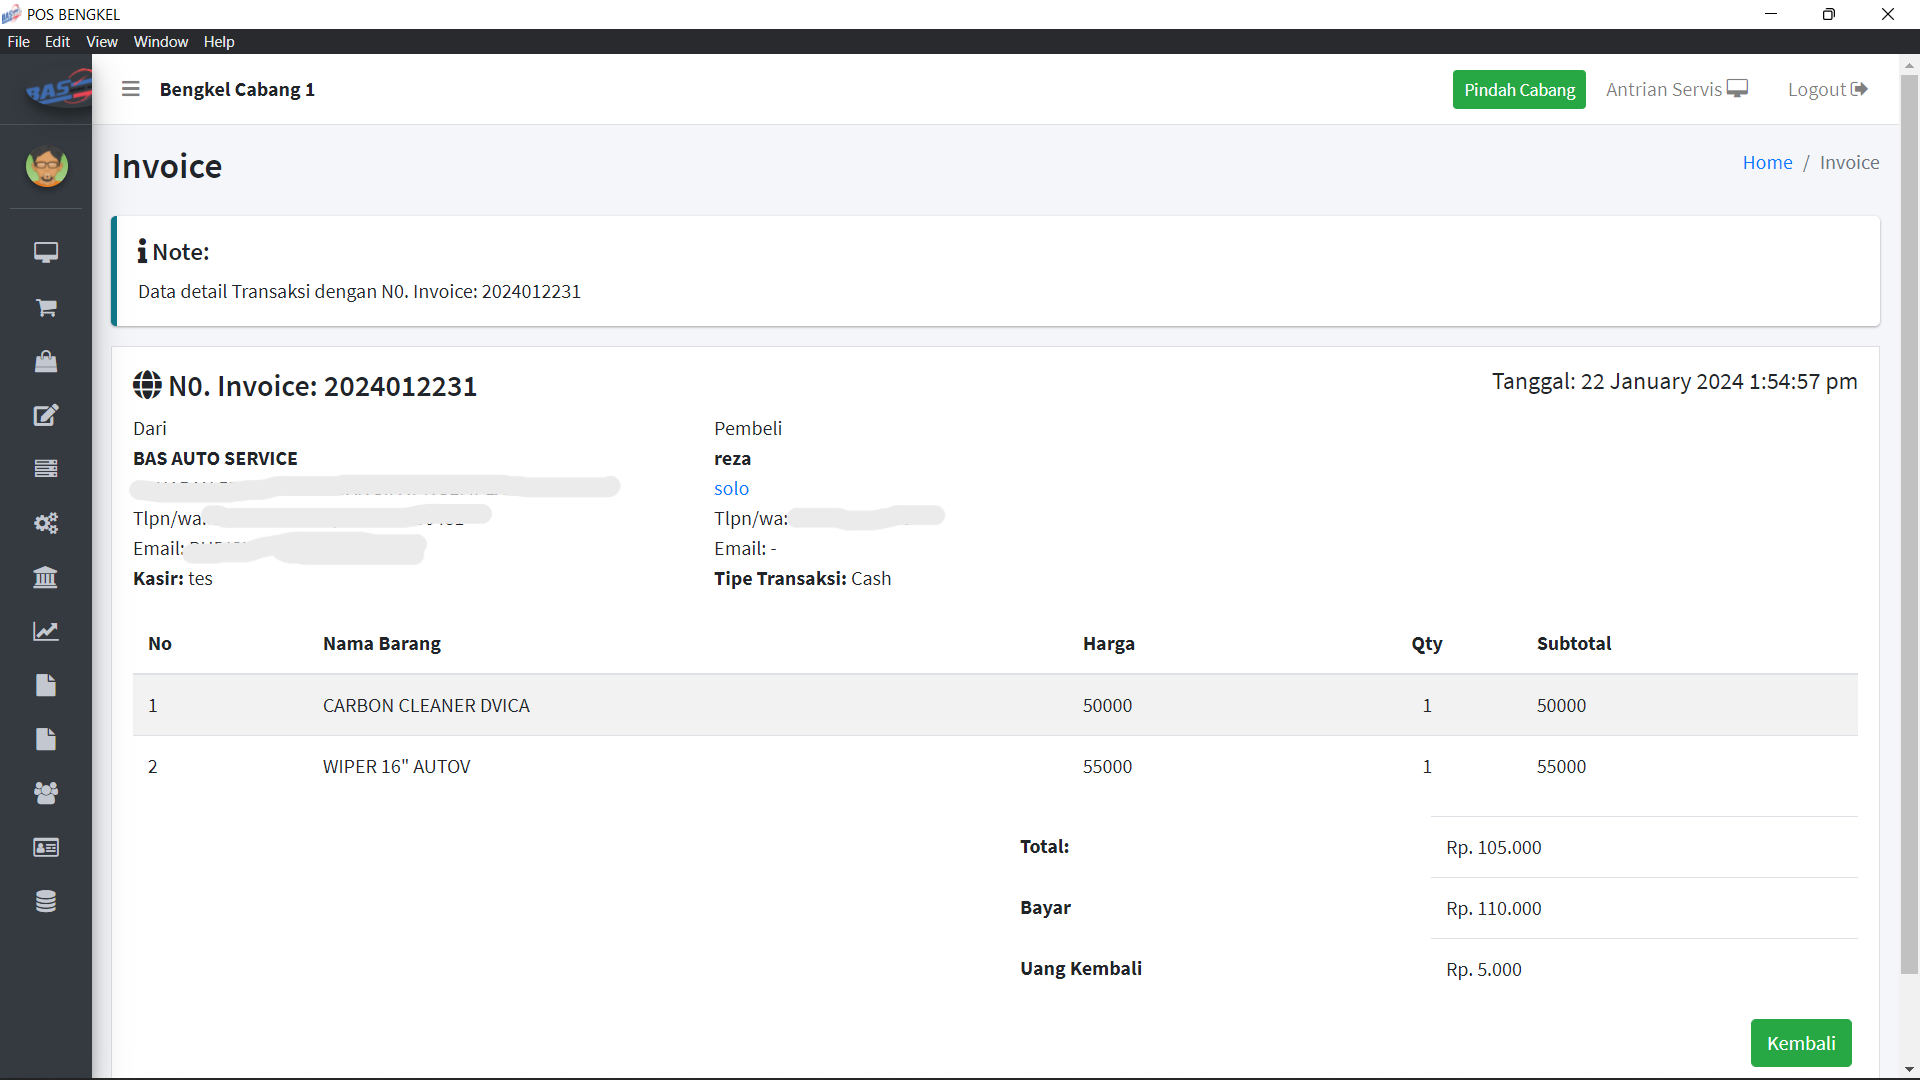 POS BENGKEL
File Edit View Window Help
BAS
Bengkel Cabang 1
Pindah Cabang
Antrian Servis
Logout
Invoice
Home / Invoice
Note:
Data detail Transaksi dengan N0. Invoice: 2024012231
N0. Invoice: 2024012231
Tanggal: 22 January 2024 1:54:57 pm
Dari
BAS AUTO SERVICE
Tlpn/wa:
Email:
Kasir: tes
Pembeli
reza
solo
Tlpn/wa:
Email: -
Tipe Transaksi: Cash
No Nama Barang Harga Qty Subtotal
1 CARBON CLEANER DVICA 50000 1 50000
2 WIPER 16" AUTOV 55000 1 55000
Total: Rp. 105.000
Bayar Rp. 110.000
Uang Kembali Rp. 5.000
Kembali